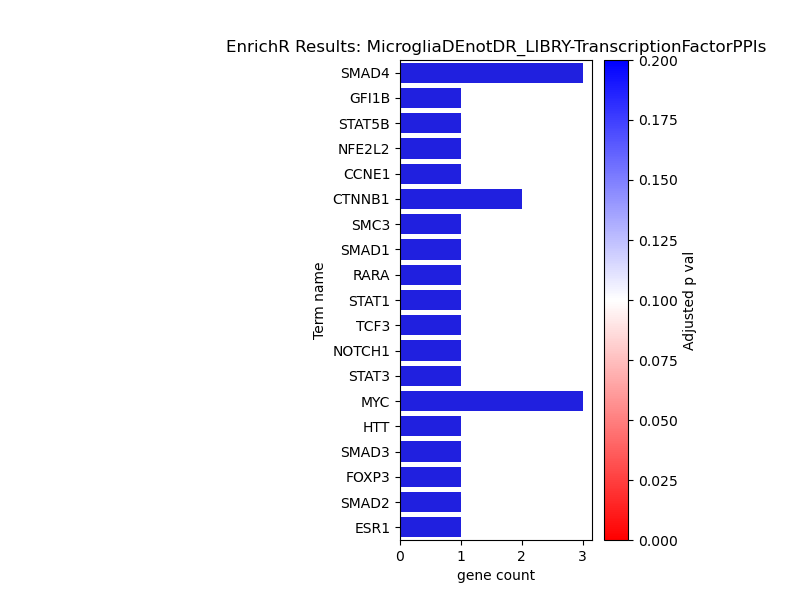 EnrichR Results: MicrogliaDEnotDR_LIBRY-TranscriptionFactorPPIs
Term name
SMAD4
GFI1B
STAT5B
NFE2L2
CCNE1
CTNNB1
SMC3
SMAD1
RARA
STAT1
TCF3
NOTCH1
STAT3
MYC
HTT
SMAD3
FOXP3
SMAD2
ESR1
0 1 2 3
gene count
0.200
0.175
0.150
0.125
0.100
0.075
0.050
0.025
0.000
Adjusted p val